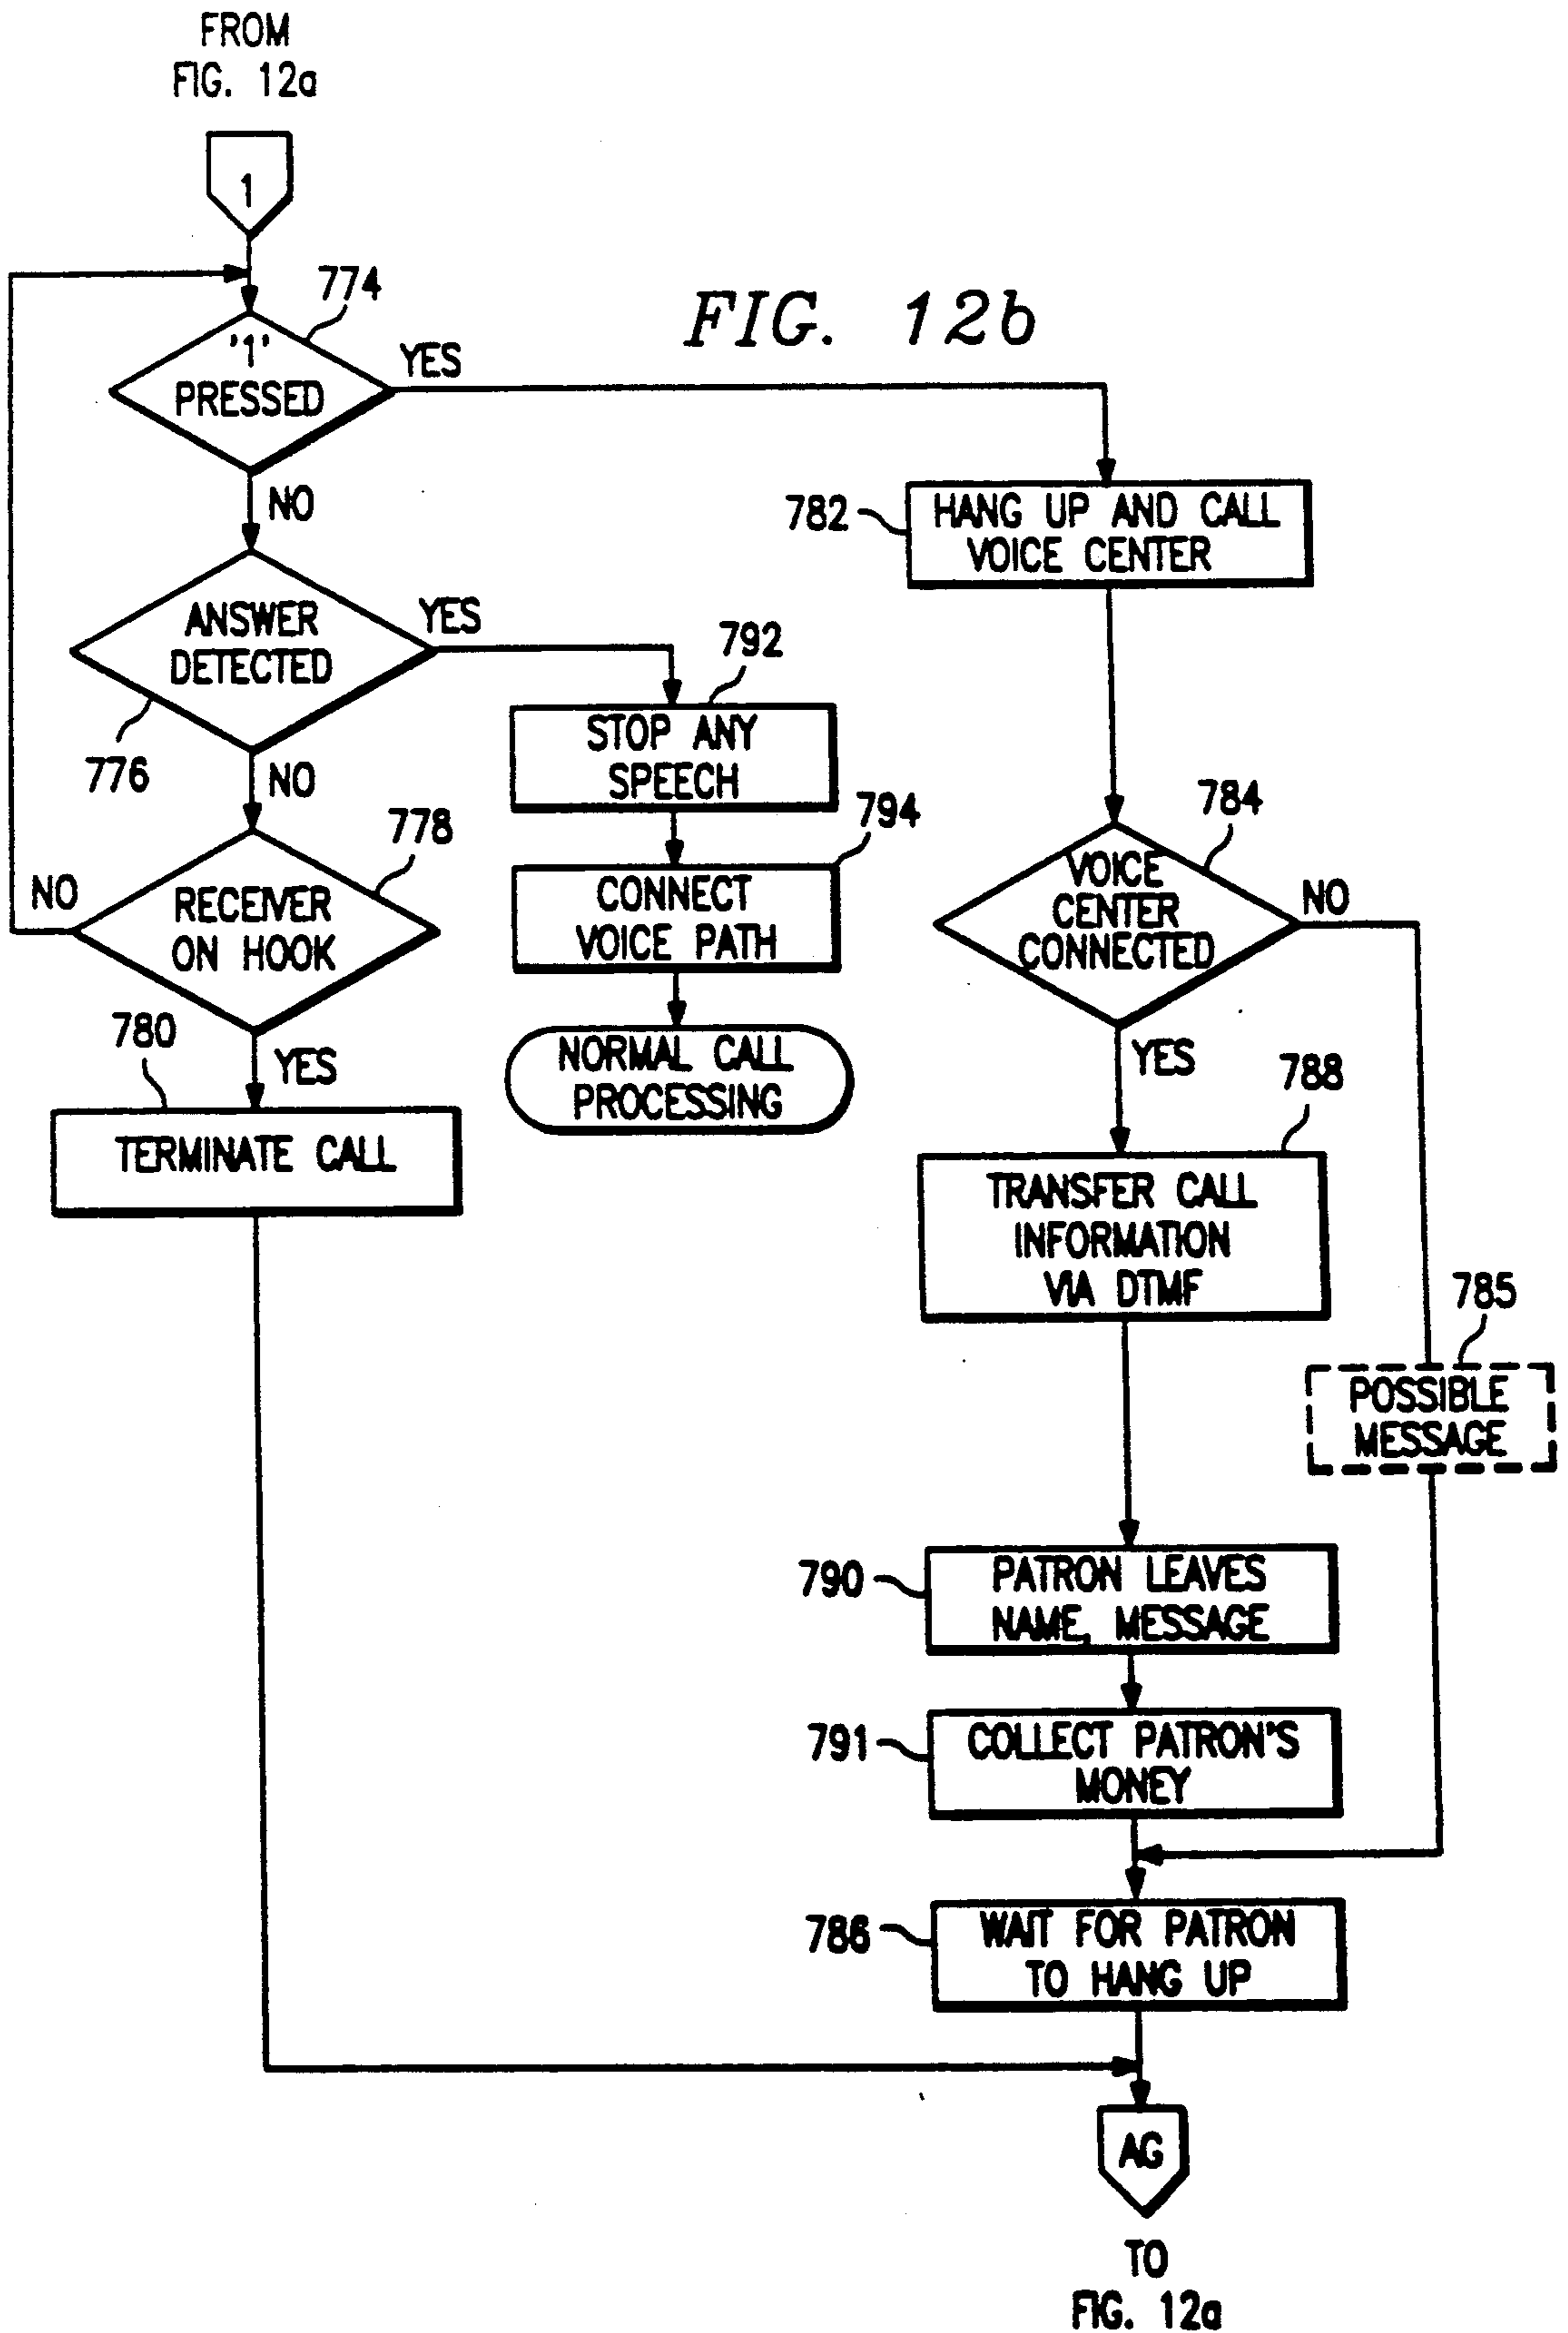 FROM
FIG. 12a
1
774
FIG. 12b
'1'
PRESSED
YES
NO
782
HANG UP AND CALL
VOICE CENTER
ANSWER
DETECTED
YES
776
NO
792
STOP ANY
SPEECH
794
CONNECT
VOICE PATH
NORMAL CALL
PROCESSING
778
RECEIVER
ON HOOK
NO
YES
780
TERMINATE CALL
784
VOICE
CENTER
CONNECTED
NO
YES
788
TRANSFER CALL
INFORMATION
VIA DTMF
785
POSSIBLE
MESSAGE
790
PATRON LEAVES
NAME, MESSAGE
791
COLLECT PATRON'S
MONEY
786
WAIT FOR PATRON
TO HANG UP
AG
TO
FIG. 12a